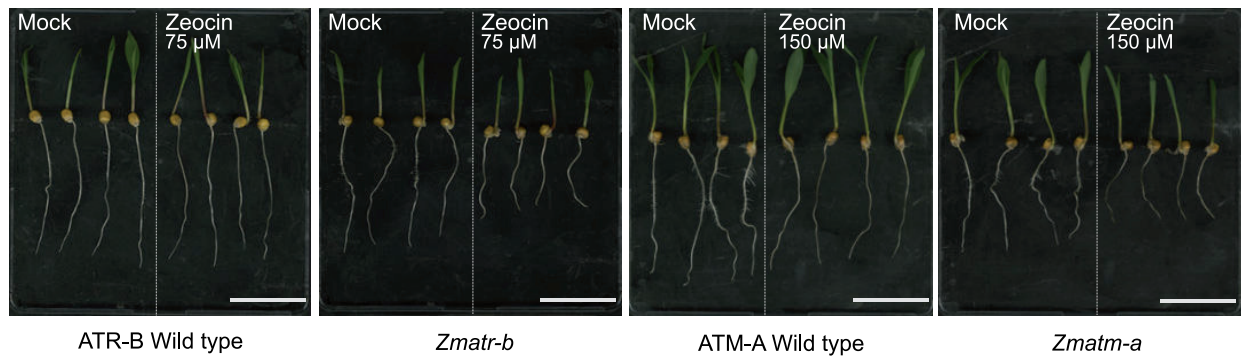 Mock
Zeocin
75 µM
Mock
Zeocin
75 µM
Mock
Zeocin
150 µM
Mock
Zeocin
150 µM
ATR-B Wild type
Zmatr-b
ATM-A Wild type
Zmatm-a